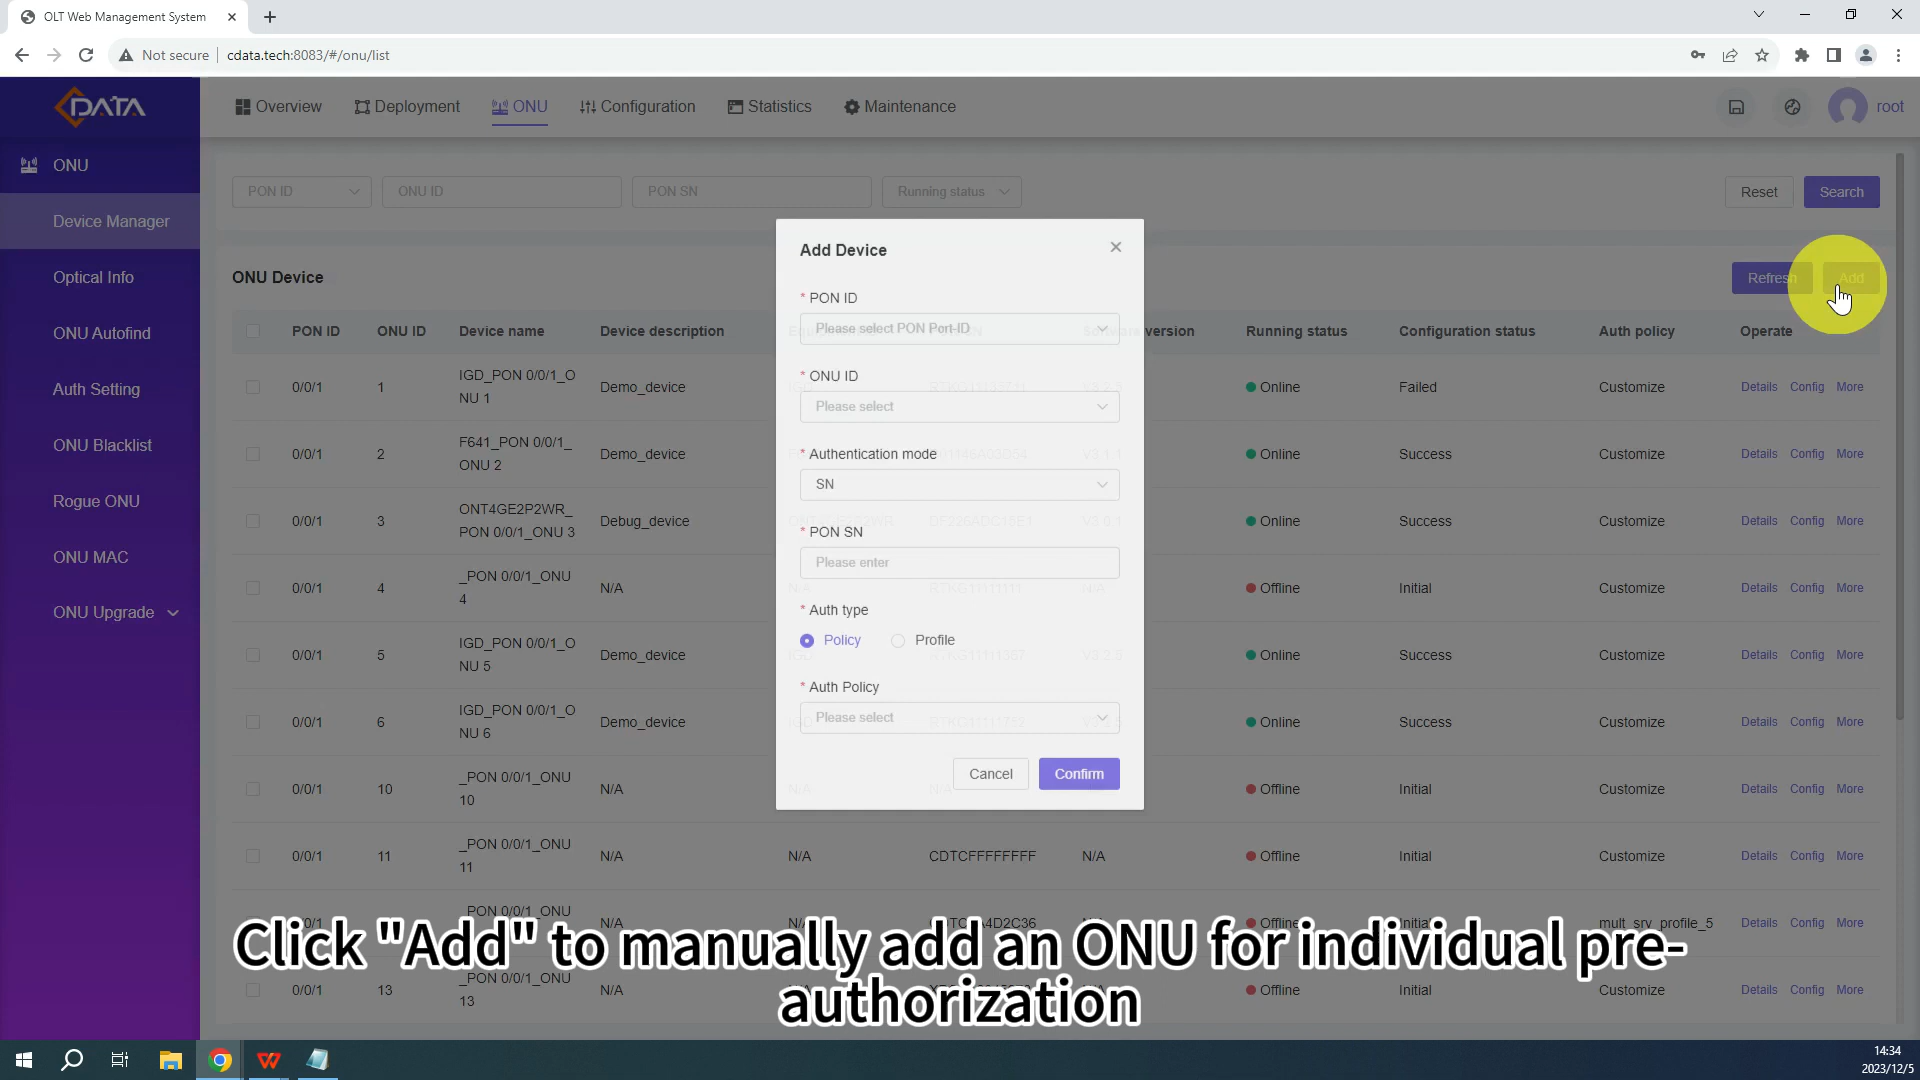 OLT Web Management System
Not secure
cdata.tech:8083/#/onu/list
DATA
Overview
Deployment
ONU
Configuration
Statistics
Maintenance
root
ONU
Device Manager
Optical Info
ONU Autofind
Auth Setting
ONU Blacklist
Rogue ONU
ONU MAC
ONU Upgrade
PON ID
ONU ID
PON SN
Running status
Reset
Search
ONU Device
Refresh
Add
PON ID ONU ID Device name Device description version Running status Configuration status Auth policy Operate
0/0/1 1 IGD_PON 0/0/1_O Demo_device Online Failed Customize Details Config More
NU 1
0/0/1 2 F641_PON 0/0/1_ Demo_device Online Success Customize Details Config More
ONU 2
0/0/1 3 ONT4GE2P2WR_ Debug_device Online Success Customize Details Config More
PON 0/0/1_ONU 3
0/0/1 4 _PON 0/0/1_ONU N/A Offline Initial Customize Details Config More
4
0/0/1 5 IGD_PON 0/0/1_O Demo_device Online Success Customize Details Config More
NU 5
0/0/1 6 IGD_PON 0/0/1_O Demo_device Online Success Customize Details Config More
NU 6
0/0/1 10 _PON 0/0/1_ONU N/A Offline Initial Customize Details Config More
10
0/0/1 11 _PON 0/0/1_ONU N/A N/A CDTCFFFFFFFF N/A Offline Initial Customize Details Config More
11
_PON 0/0/1_ONU mult_srv_profile_5 Details Config More
0/0/1 13 _PON 0/0/1_ONU N/A Offline Initial Customize Details Config More
13
Add Device
* PON ID
Please select PON Port-ID
* ONU ID
Please select
* Authentication mode
SN
* PON SN
Please enter
* Auth type
Policy
Profile
* Auth Policy
Please select
Cancel
Confirm
Click "Add" to manually add an ONU for individual pre-
authorization
14:34
2023/12/5